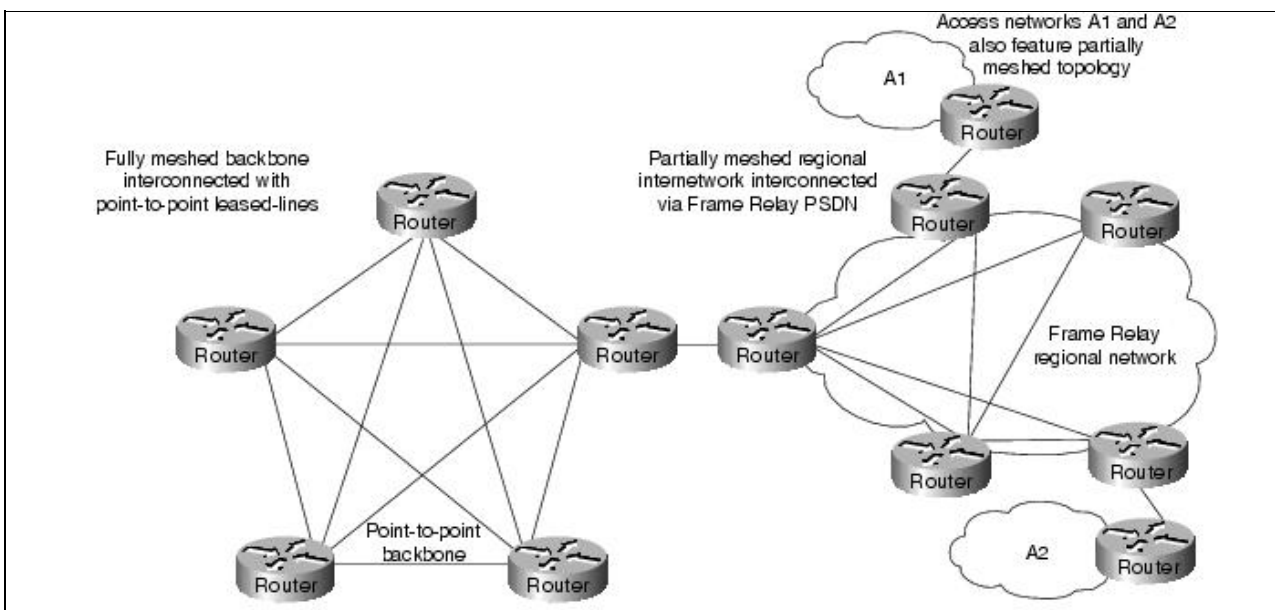 Access networks A1 and A2
also feature partially
meshed topology
A1
Router
Fully meshed backbone
interconnected with
point-to-point leased-lines
Partially meshed regional
internetwork interconnected
via Frame Relay PSDN
Router
Router
Router
Router
Router
Router
Frame Relay
regional network
Router
Router
Point-to-point
backbone
Router
Router
A2
Router